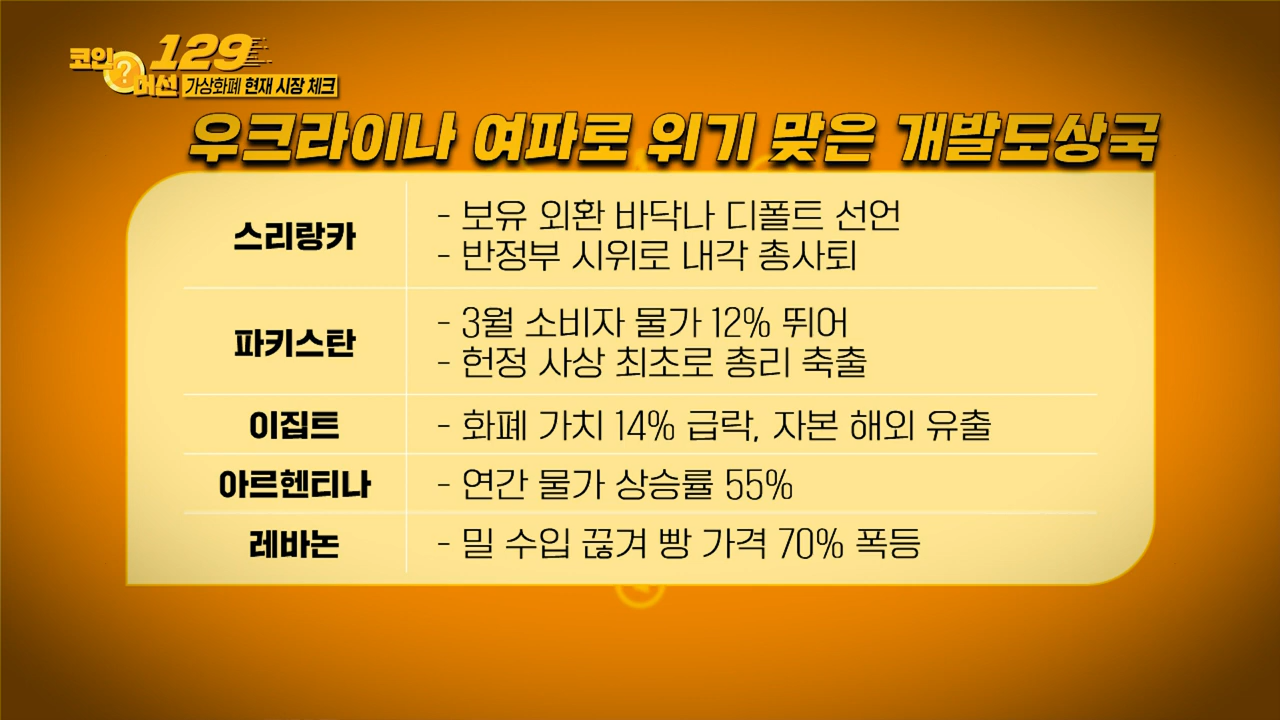 코인 129
머선 가상화폐 현재 시장 체크
우크라이나 여파로 위기 맞은 개발도상국
스리랑카
- 보유 외환 바닥나 디폴트 선언
- 반정부 시위로 내각 총사퇴
파키스탄
- 3월 소비자 물가 12% 뛰어
- 헌정 사상 최초로 총리 축출
이집트
- 화폐 가치 14% 급락, 자본 해외 유출
아르헨티나
- 연간 물가 상승률 55%
레바논
- 밀 수입 끊겨 빵 가격 70% 폭등